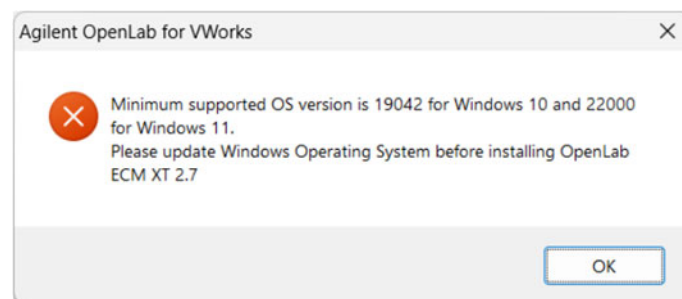 Agilent OpenLab for VWorks
Minimum supported OS version is 19042 for Windows 10 and 22000
for Windows 11.
Please update Windows Operating System before installing OpenLab
ECM XT 2.7
OK